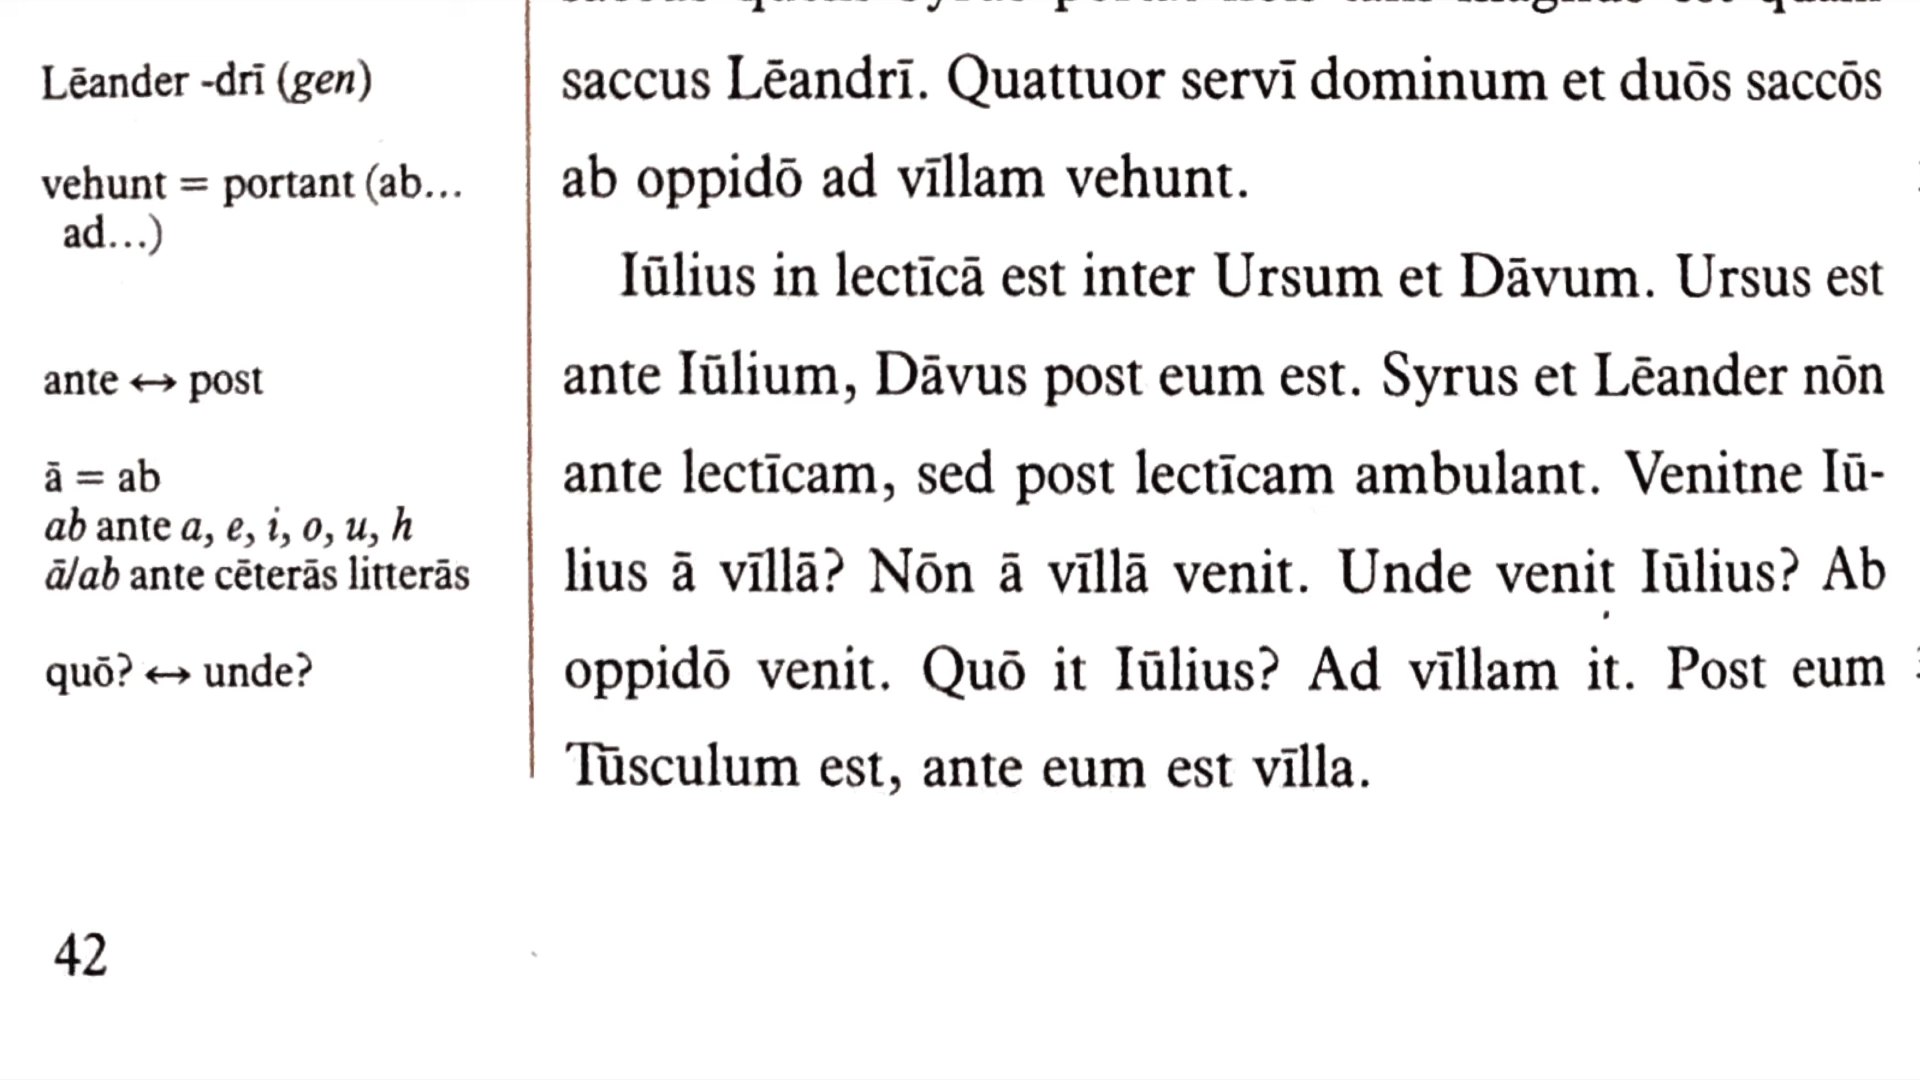 Lēander -drī (gen)
vehunt = portant (ab...
ad...)
ante ↔ post
ā = ab
ab ante a, e, i, o, u, h
ā/ab ante cēterās litterās
quō? ↔ unde?
saccus Lēandrī. Quattuor servī dominum et duōs saccōs
ab oppidō ad vīllam vehunt.
Iūlius in lectīcā est inter Ursum et Dāvum. Ursus est
ante Iūlium, Dāvus post eum est. Syrus et Lēander nōn
ante lectīcam, sed post lectīcam ambulant. Venitne Iū-
lius ā vīllā? Nōn ā vīllā venit. Unde venit Iūlius? Ab
oppidō venit. Quō it Iūlius? Ad vīllam it. Post eum
Tūsculum est, ante eum est vīlla.
42